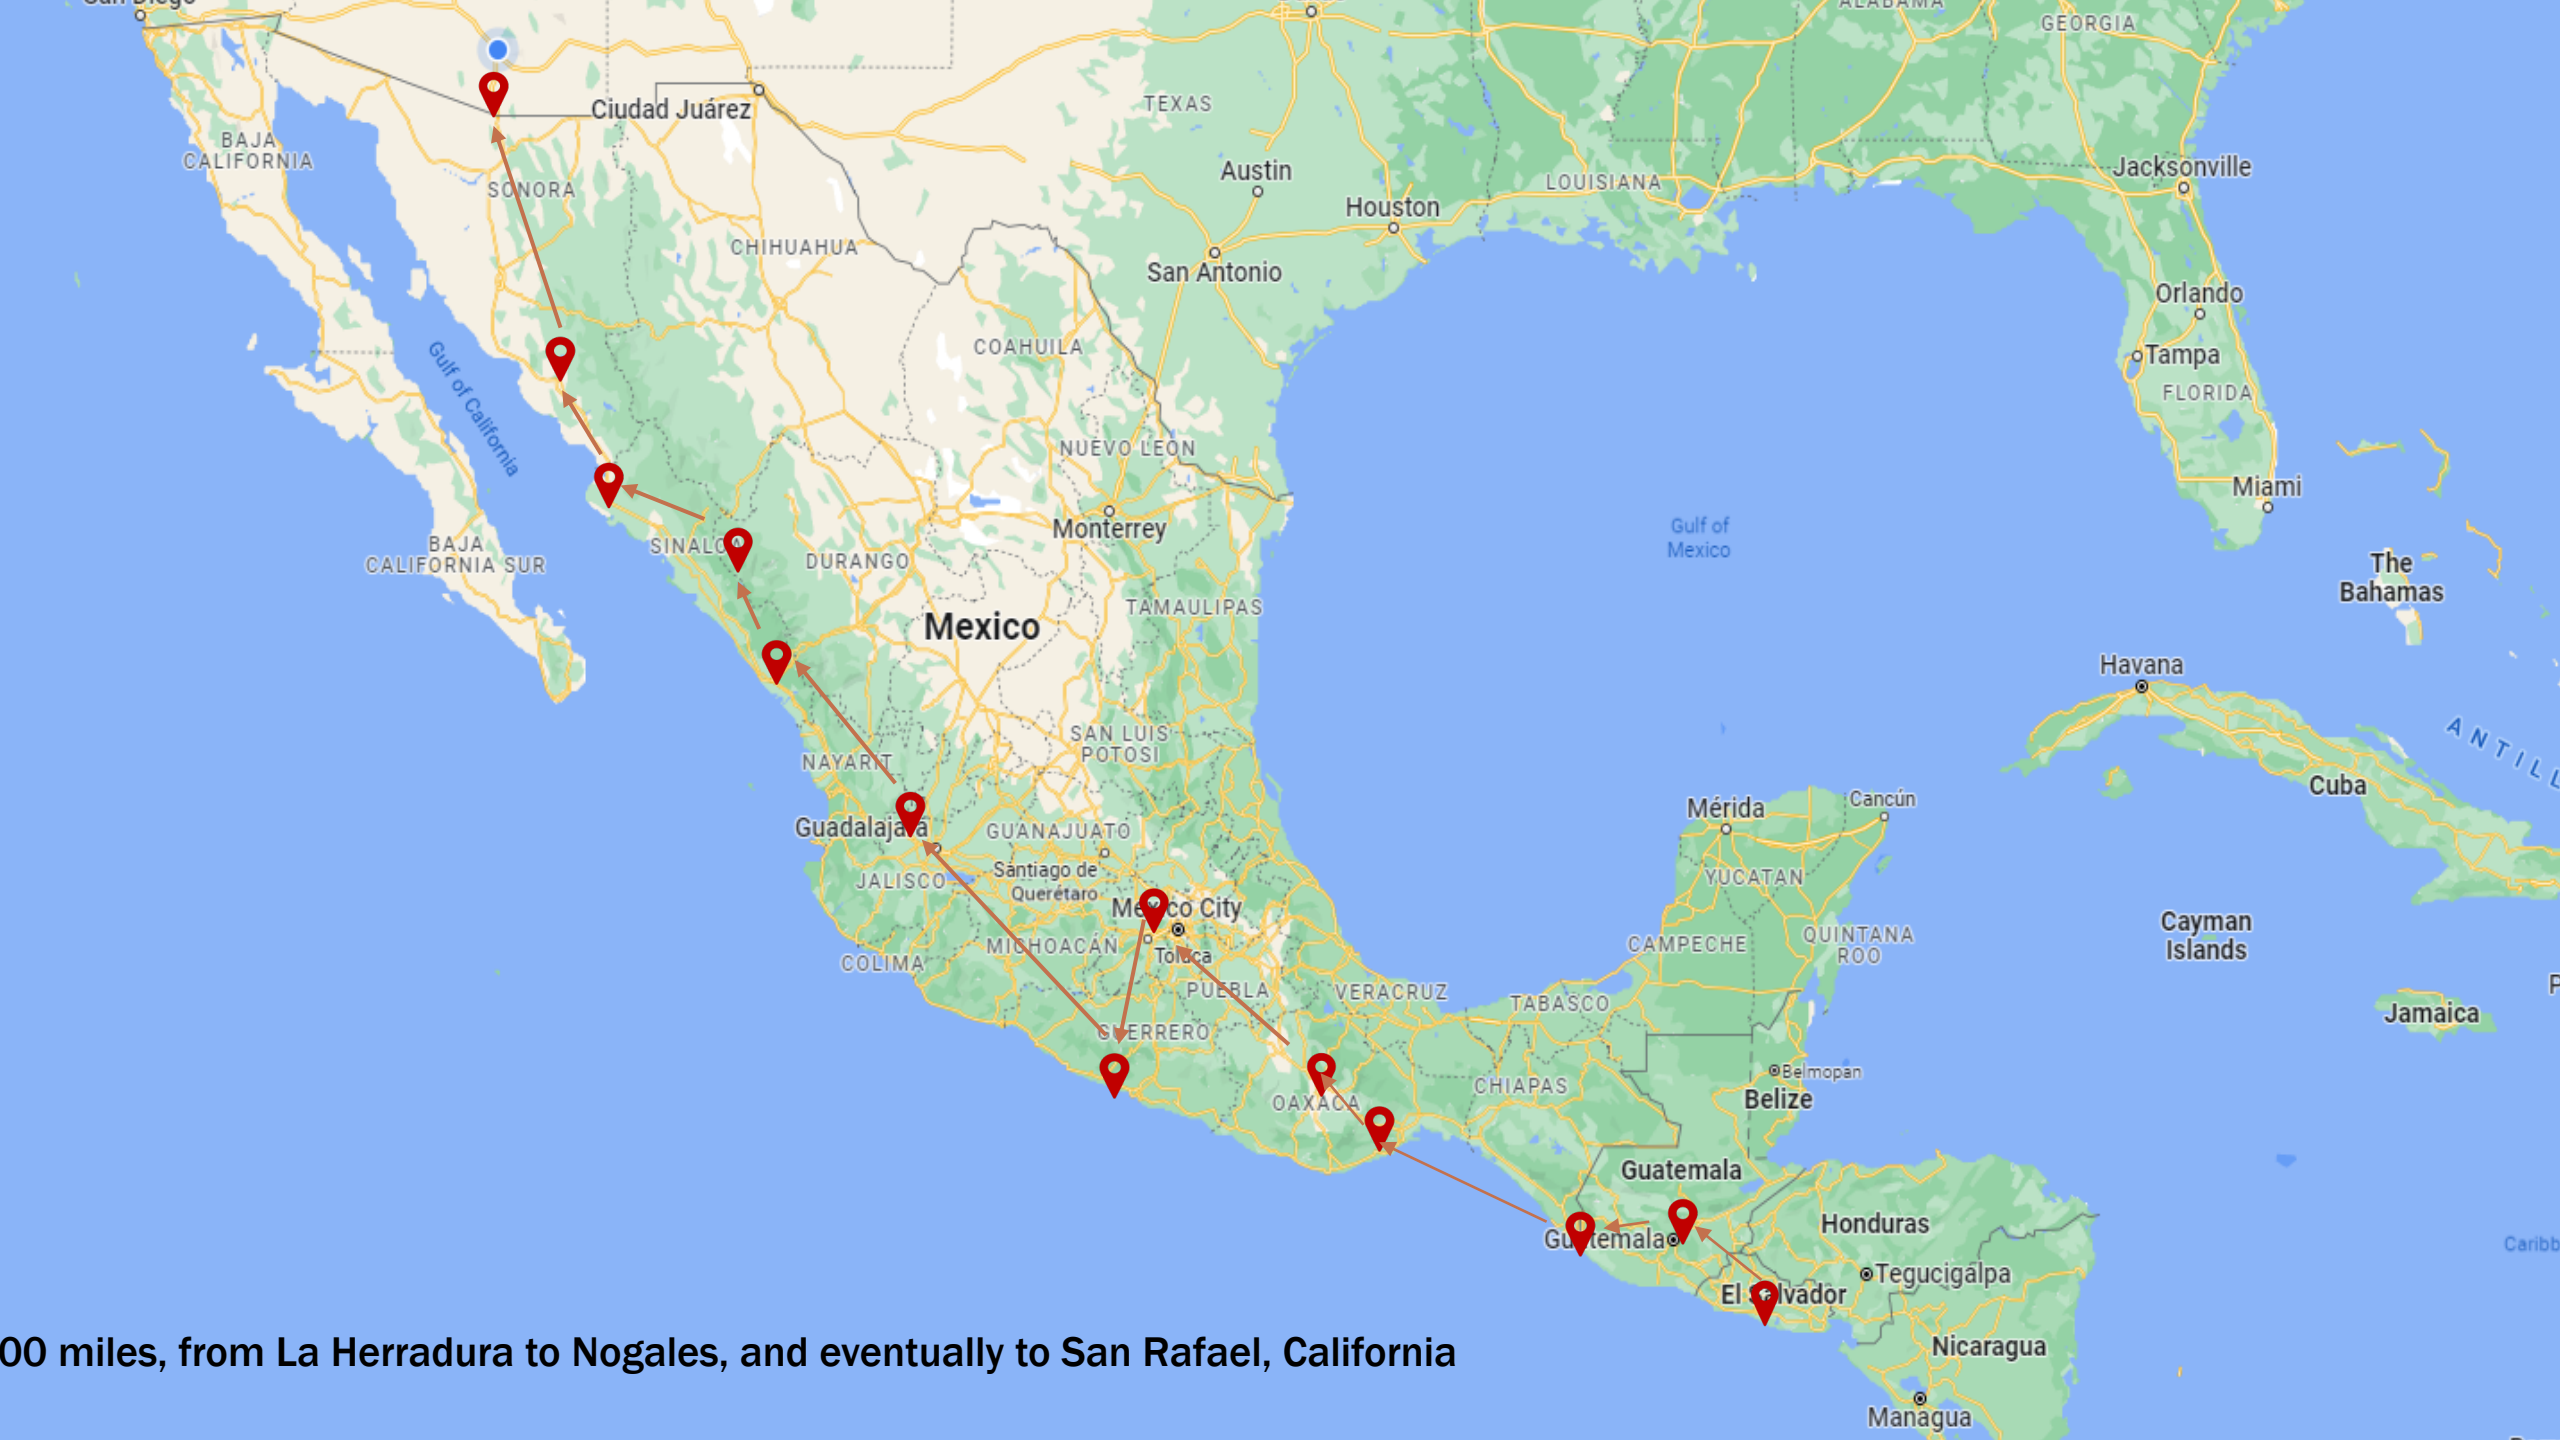 Ciudad Juárez
TEXAS
ALABAMA
GEORGIA
BAJA
CALIFORNIA
SONORA
CHIHUAHUA
Austin
Houston
San Antonio
LOUISIANA
Jacksonville
Orlando
Tampa
FLORIDA
Miami
Gulf of California
COAHUILA
NUEVO LEON
Monterrey
Gulf of
Mexico
BAJA
CALIFORNIA SUR
SINALOA
DURANGO
Mexico
TAMAULIPAS
The
Bahamas
Havana
Cuba
ANTILL
SAN LUIS
POTOSI
NAYARIT
Guadalajara
GUANAJUATO
Santiago de
Querétaro
JALISCO
Mexico City
MICHOACÁN
Toluca
COLIMA
PUEBLA
VERACRUZ
GUERRERO
OAXACA
TABASCO
CHIAPAS
Mérida
Cancún
YUCATAN
CAMPECHE
QUINTANA
ROO
Cayman
Islands
Jamaica
Belmopan
Belize
Guatemala
Guatemala
Honduras
Tegucigalpa
El Salvador
Nicaragua
Managua
Caribb
00 miles, from La Herradura to Nogales, and eventually to San Rafael, California